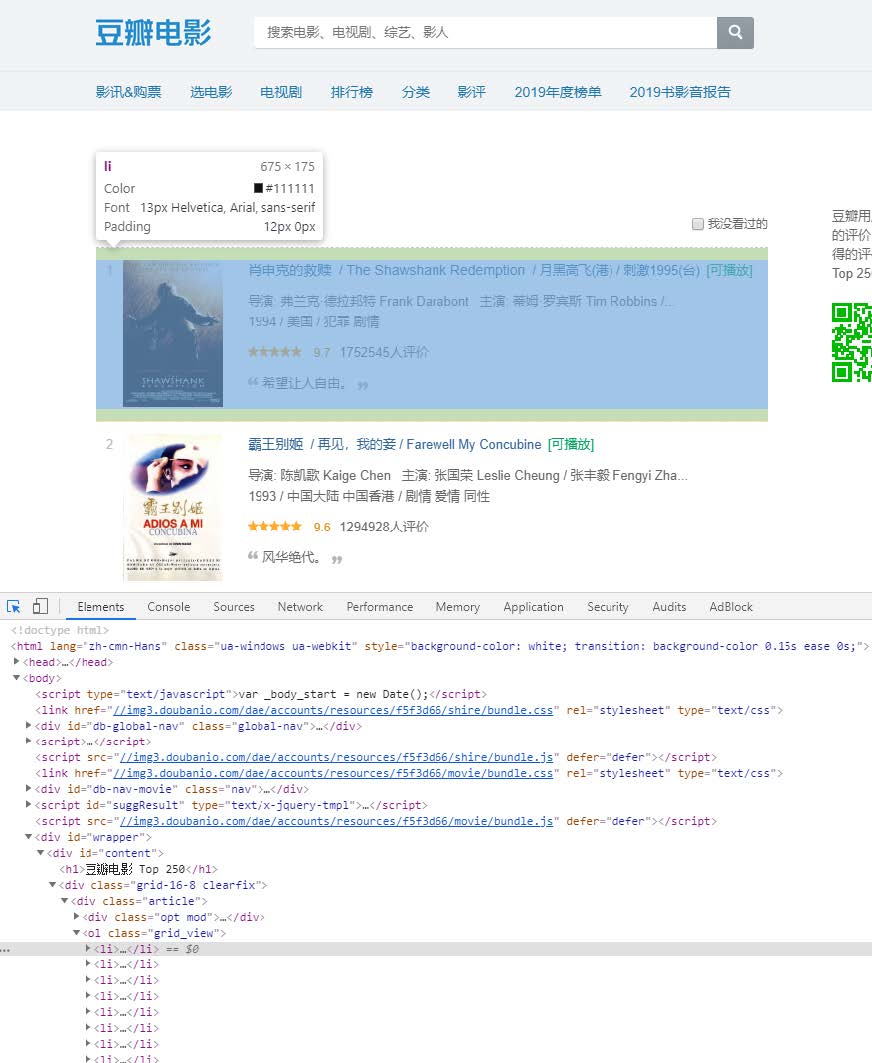 豆瓣电影
搜索电影、电视剧、综艺、影人
影讯&购票 选电影 电视剧 排行榜 分类 影评 2019年度榜单 2019书影音报告
li 675 × 175
Color #111111
Font 13px Helvetica, Arial, sans-serif
Padding 12px 0px
我没看过的
豆瓣用
的评价
得的评
Top 25
1 肖申克的救赎 / The Shawshank Redemption / 月黑高飞(港) / 刺激1995(台) [可播放]
导演: 弗兰克·德拉邦特 Frank Darabont 主演: 蒂姆·罗宾斯 Tim Robbins /...
1994 / 美国 / 犯罪 剧情
9.7 1752545人评价
“ 希望让人自由。 ”
SHAWSHANK
REDEMPTION
2 霸王别姬 / 再见，我的妾 / Farewell My Concubine [可播放]
导演: 陈凯歌 Kaige Chen 主演: 张国荣 Leslie Cheung / 张丰毅 Fengyi Zha...
1993 / 中国大陆 中国香港 / 剧情 爱情 同性
9.6 1294928人评价
“ 风华绝代。 ”
霸王别姬
ADIOS A MI
CONCUBINA
Elements Console Sources Network Performance Memory Application Security Audits AdBlock
<!doctype html>
<html lang="zh-cmn-Hans" class="ua-windows ua-webkit" style="background-color: white; transition: background-color 0.15s ease 0s;">
<head>…</head>
<body>
<script type="text/javascript">var _body_start = new Date();</script>
<link href="//img3.doubanio.com/dae/accounts/resources/f5f3d66/shire/bundle.css" rel="stylesheet" type="text/css">
<div id="db-global-nav" class="global-nav">…</div>
<script>…</script>
<script src="//img3.doubanio.com/dae/accounts/resources/f5f3d66/shire/bundle.js" defer="defer"></script>
<link href="//img3.doubanio.com/dae/accounts/resources/f5f3d66/movie/bundle.css" rel="stylesheet" type="text/css">
<div id="db-nav-movie" class="nav">…</div>
<script id="suggResult" type="text/x-jquery-tmpl">…</script>
<script src="//img3.doubanio.com/dae/accounts/resources/f5f3d66/movie/bundle.js" defer="defer"></script>
<div id="wrapper">
<div id="content">
<h1>豆瓣电影 Top 250</h1>
<div class="grid-16-8 clearfix">
<div class="article">
<div class="opt mod">…</div>
<ol class="grid_view">
... <li>…</li> == $0
<li>…</li>
<li>…</li>
<li>…</li>
<li>…</li>
<li>…</li>
<li>…</li>
<li>…</li>